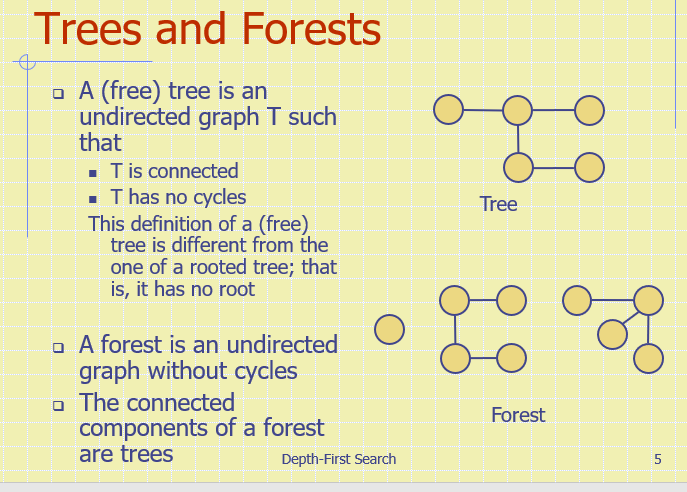 Trees and Forests
A (free) tree is an
undirected graph T such
that
T is connected
T has no cycles
This definition of a (free)
tree is different from the
one of a rooted tree; that
is, it has no root
A forest is an undirected
graph without cycles
The connected
components of a forest
are trees
Tree
Forest
Depth-First Search
5